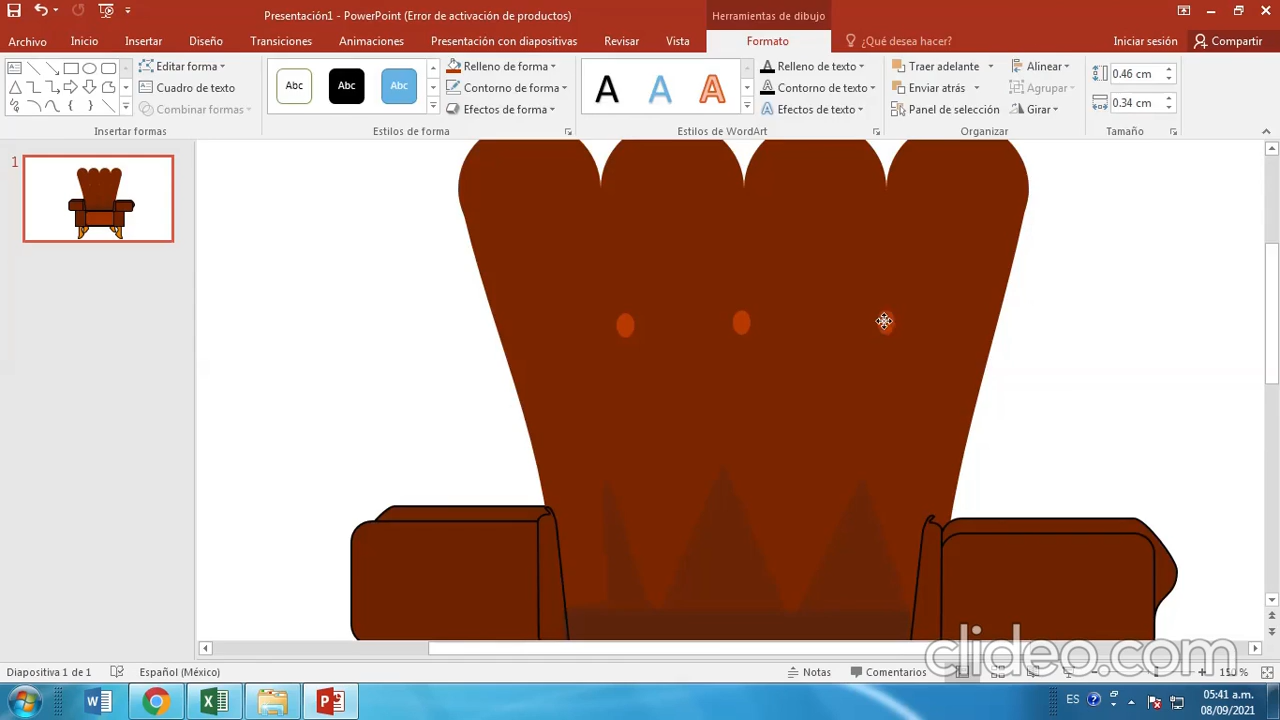 Presentación1 - PowerPoint (Error de activación de productos)
Herramientas de dibujo
Archivo Inicio Insertar Diseño Transiciones Animaciones Presentación con diapositivas Revisar Vista Formato ¿Qué desea hacer? Iniciar sesión Compartir
Editar forma
Cuadro de texto
Combinar formas
Insertar formas
Abc Abc Abc
Relleno de forma
Contorno de forma
Efectos de forma
Estilos de forma
A A A
Relleno de texto
Contorno de texto
Efectos de texto
Estilos de WordArt
Traer adelante
Enviar atrás
Panel de selección
Alinear
Agrupar
Girar
Organizar
0.46 cm
0.34 cm
Tamaño
1
clideo.com
Diapositiva 1 de 1 Español (México) Notas Comentarios 150 %
ES
05:41 a.m.
08/09/2021